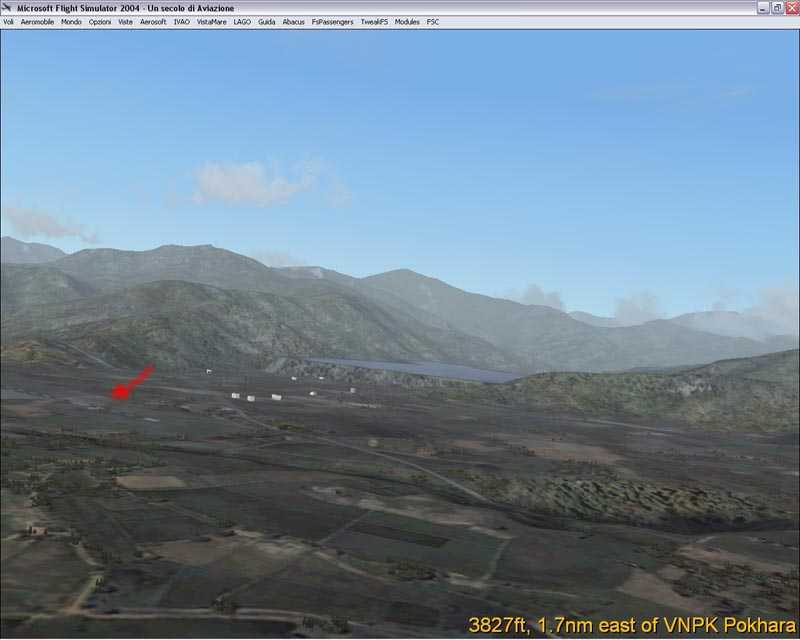 Microsoft Flight Simulator 2004 - Un secolo di Aviazione
Voli Aeromobile Mondo Opzioni Viste Aerosoft IVAO VistaMare LAGO Guida Abacus FsPassengers TweakFS Modules FSC
3827ft, 1.7nm east of VNPK Pokhara